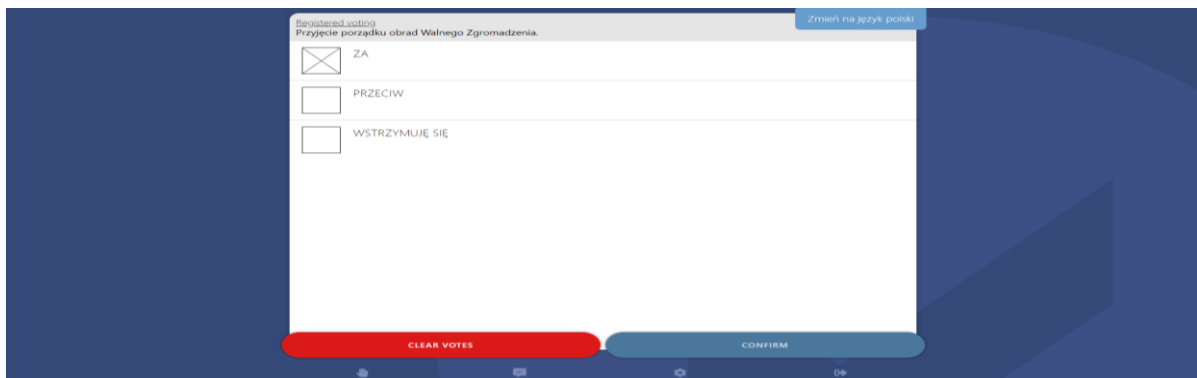 Zmień na język polski
Registered voting
Przyjęcie porządku obrad Walnego Zgromadzenia.
ZA
PRZECIW
WSTRZYMUJĘ SIĘ
CLEAR VOTES
CONFIRM